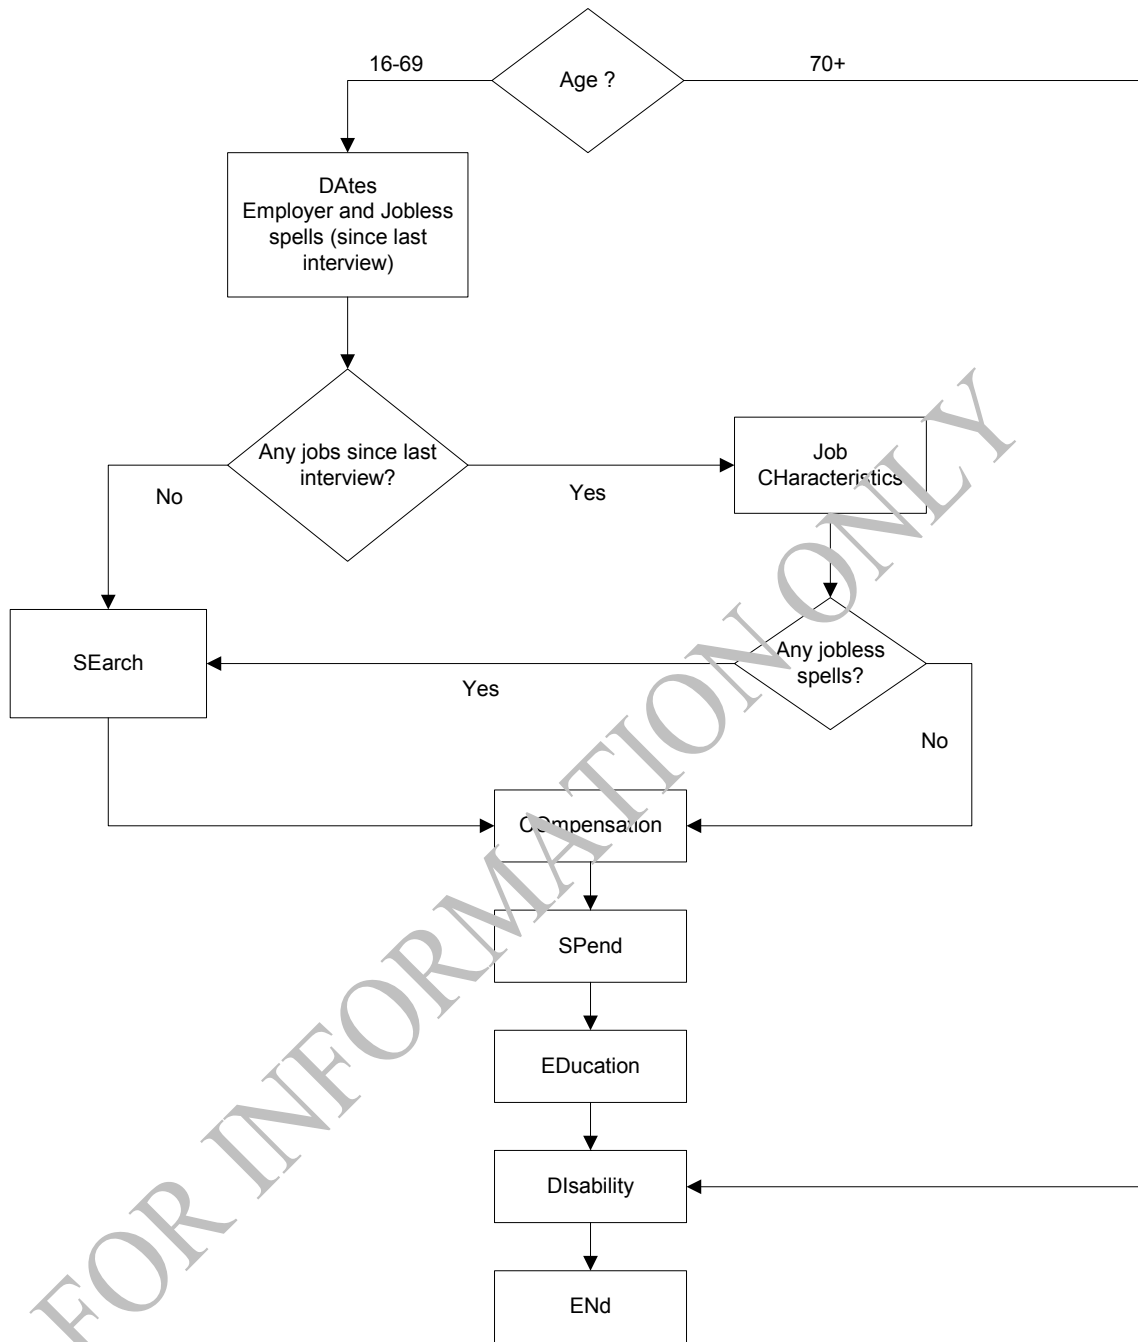 Age ?
16-69
70+
DAtes
Employer and Jobless
spells (since last
interview)
Any jobs since last
interview?
No
Yes
Job
CHaracteristics
SEarch
Any jobless
spells?
Yes
No
COmpensation
SPend
EDucation
DIsability
ENd
FOR INFORMATION ONLY